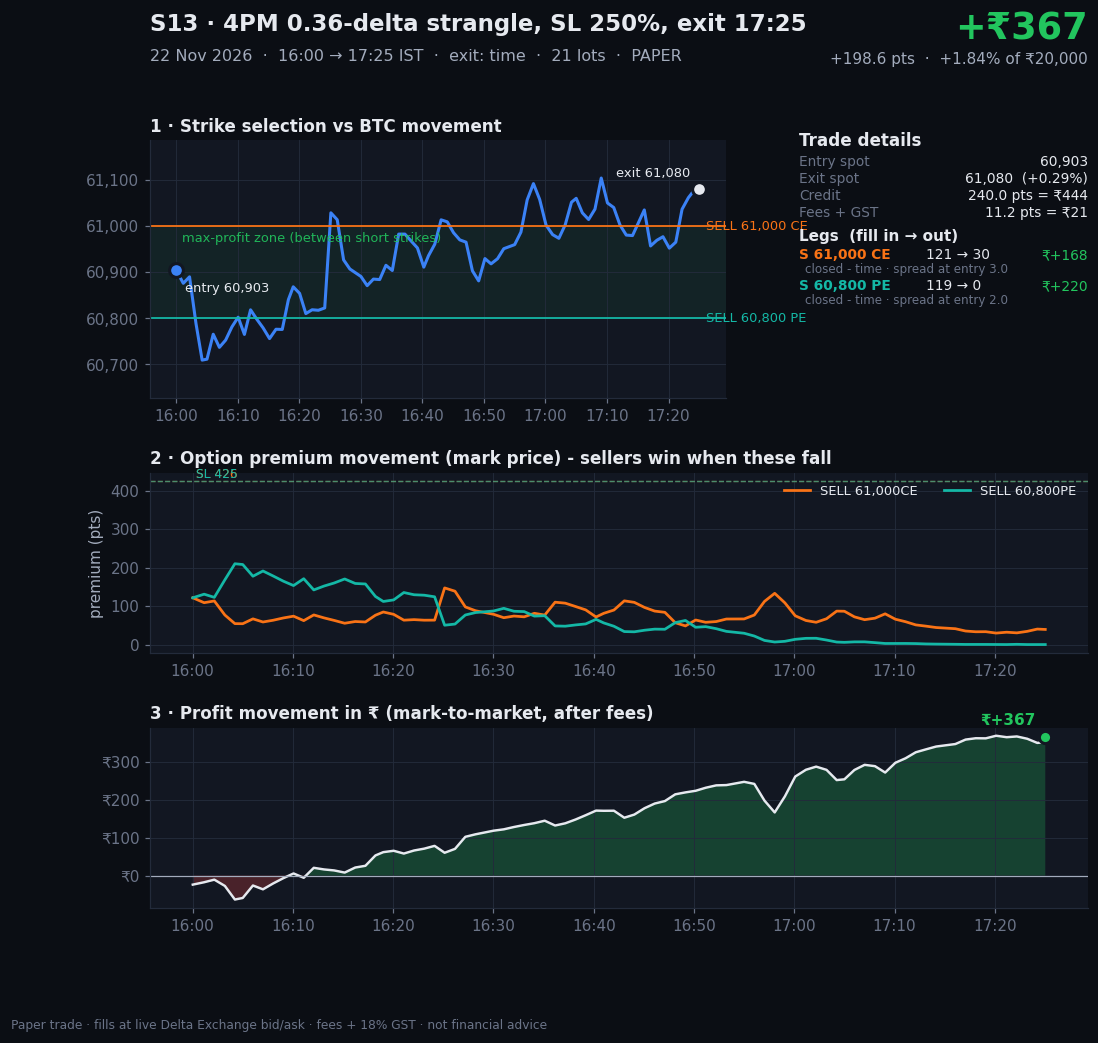 S13 · 4PM 0.36-delta strangle, SL 250%, exit 17:25
+₹367
22 Nov 2026 · 16:00 → 17:25 IST · exit: time · 21 lots · PAPER
+198.6 pts · +1.84% of ₹20,000
1 · Strike selection vs BTC movement
61,100
61,000
60,900
60,800
60,700
exit 61,080
SELL 61,000 CE
max-profit zone (between short strikes)
entry 60,903
SELL 60,800 PE
16:00 16:10 16:20 16:30 16:40 16:50 17:00 17:10 17:20
Trade details
Entry spot 60,903
Exit spot 61,080 (+0.29%)
Credit 240.0 pts = ₹444
Fees + GST 11.2 pts = ₹21
Legs (fill in → out)
S 61,000 CE 121 → 30 ₹+168
closed - time · spread at entry 3.0
S 60,800 PE 119 → 0 ₹+220
closed - time · spread at entry 2.0
2 · Option premium movement (mark price) - sellers win when these fall
premium (pts)
SL 425
400
300
200
100
0
SELL 61,000CE SELL 60,800PE
16:00 16:10 16:20 16:30 16:40 16:50 17:00 17:10 17:20
3 · Profit movement in ₹ (mark-to-market, after fees)
₹+367
₹300
₹200
₹100
₹0
16:00 16:10 16:20 16:30 16:40 16:50 17:00 17:10 17:20
Paper trade · fills at live Delta Exchange bid/ask · fees + 18% GST · not financial advice